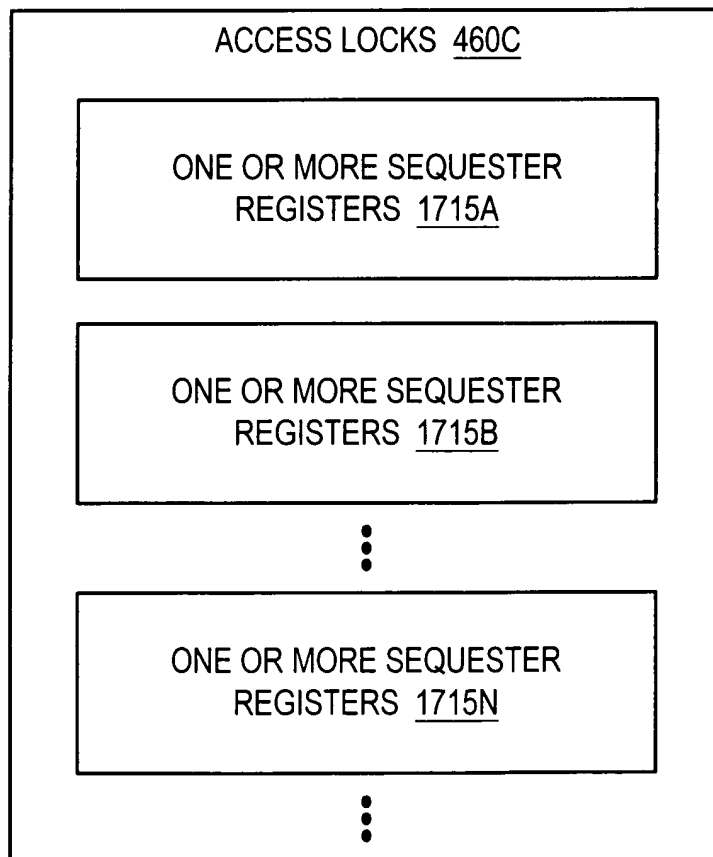 ACCESS LOCKS 460C
ONE OR MORE SEQUESTER
REGISTERS 1715A
ONE OR MORE SEQUESTER
REGISTERS 1715B
ONE OR MORE SEQUESTER
REGISTERS 1715N